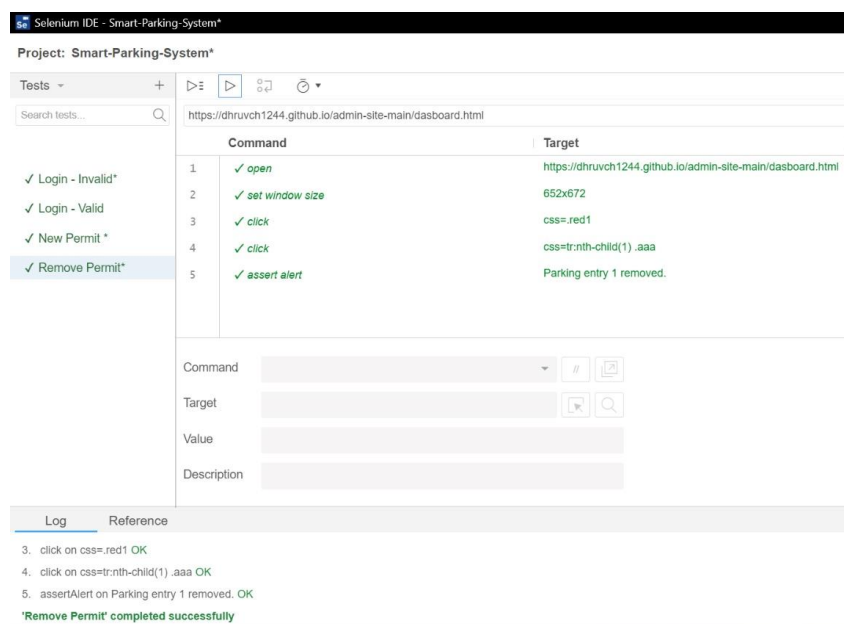 Se Selenium IDE - Smart-Parking-System*
Project: Smart-Parking-System*
Tests
+
Search tests...
https://dhruvch1244.github.io/admin-site-main/dasboard.html
Command Target
✓ Login - Invalid*
✓ Login - Valid
✓ New Permit *
✓ Remove Permit*
1 ✓ open https://dhruvch1244.github.io/admin-site-main/dasboard.html
2 ✓ set window size 652x672
3 ✓ click css=.red1
4 ✓ click css=tr:nth-child(1) .aaa
5 ✓ assert alert Parking entry 1 removed.
Command
//
Target
Value
Description
Log Reference
3. click on css=.red1 OK
4. click on css=tr:nth-child(1) .aaa OK
5. assertAlert on Parking entry 1 removed. OK
'Remove Permit' completed successfully